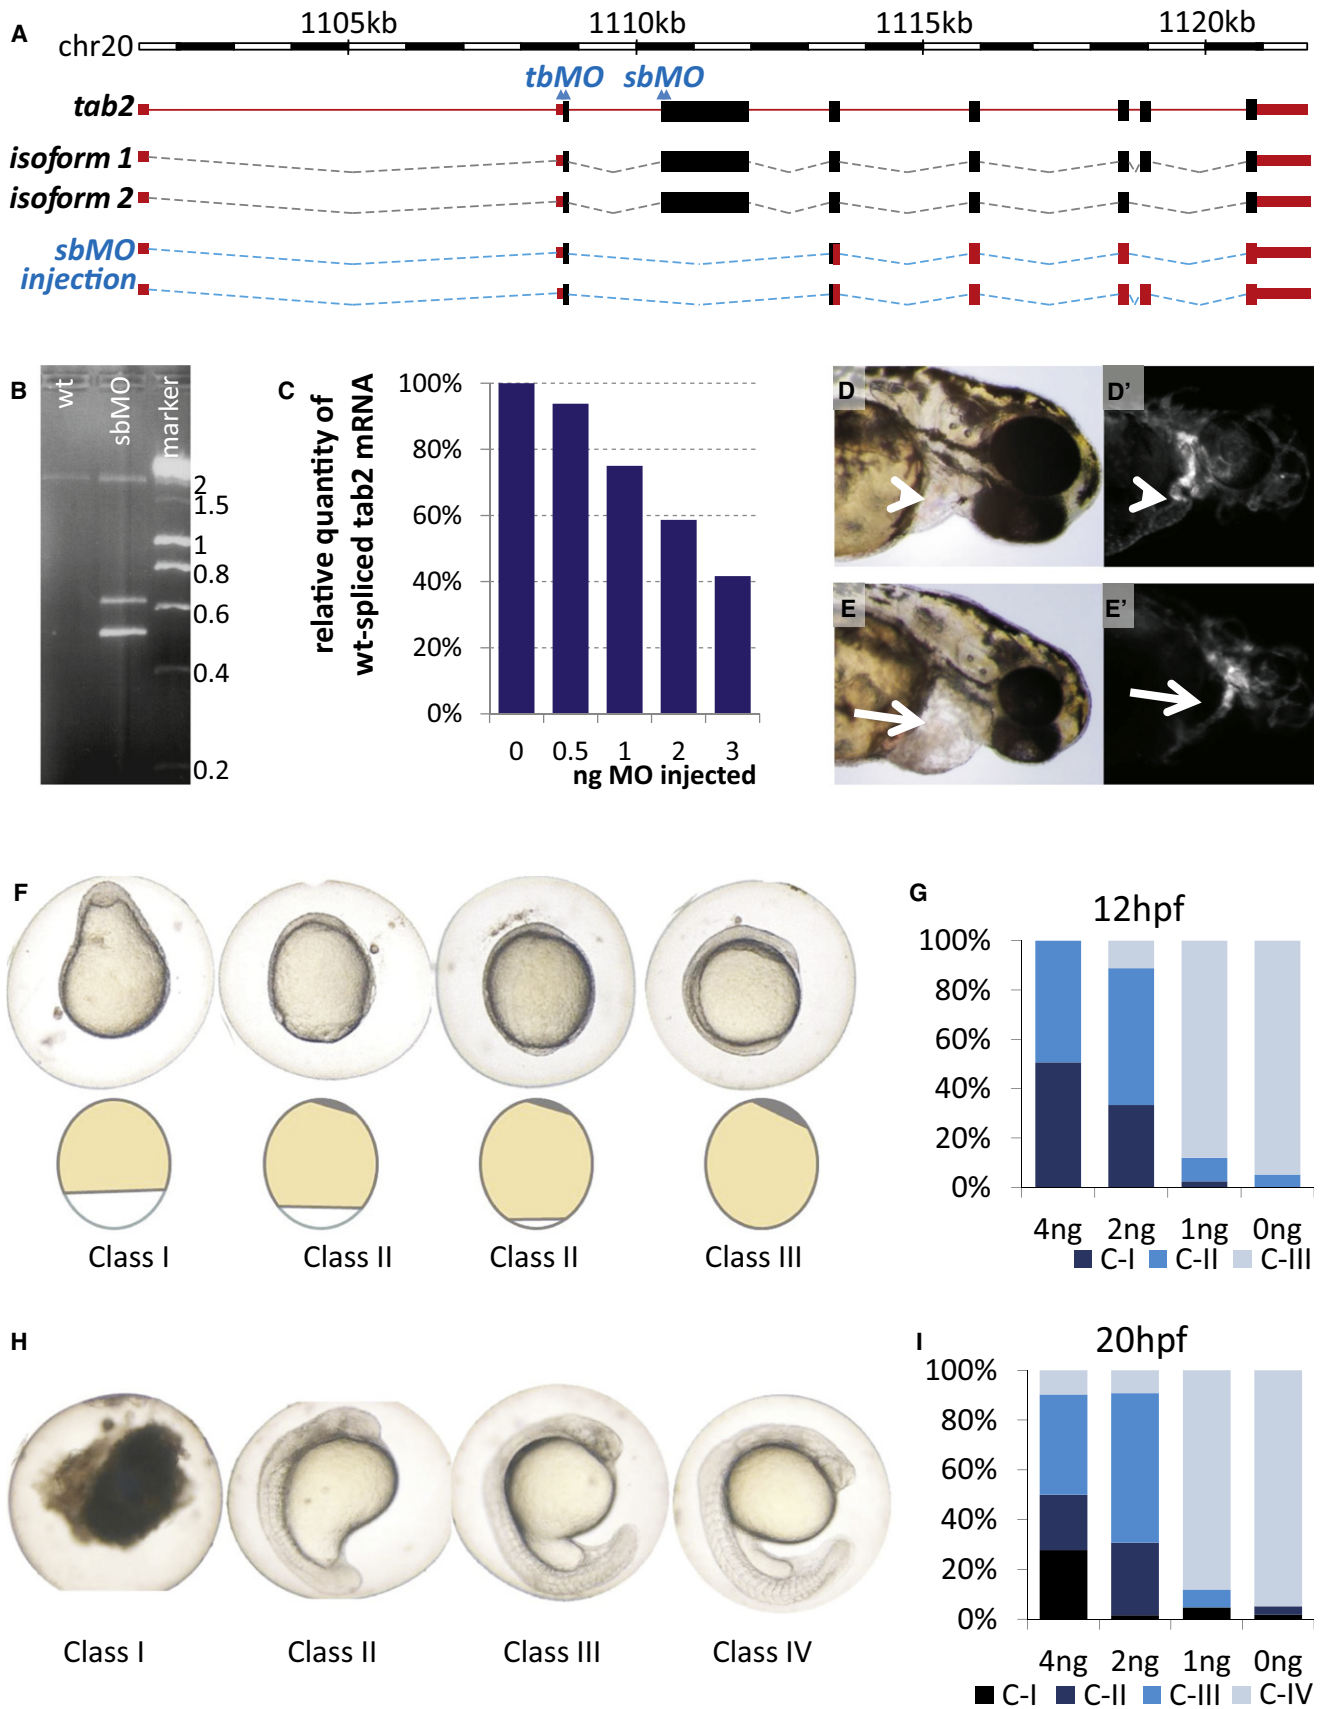 A
1105kb 1110kb 1115kb 1120kb
chr20
tbMO sbMO
tab2
isoform 1
isoform 2
sbMO
injection
B
wt
sbMO
marker
2
1.5
1
0.8
0.6
0.4
0.2
C
relative quantity of
wt-spliced tab2 mRNA
100%
80%
60%
40%
20%
0%
0 0.5 1 2 3
ng MO injected
D
D'
E
E'
F
Class I Class II Class II Class III
G
12hpf
100%
80%
60%
40%
20%
0%
4ng 2ng 1ng 0ng
C-I C-II C-III
H
Class I Class II Class III Class IV
I
20hpf
100%
80%
60%
40%
20%
0%
4ng 2ng 1ng 0ng
C-I C-II C-III C-IV